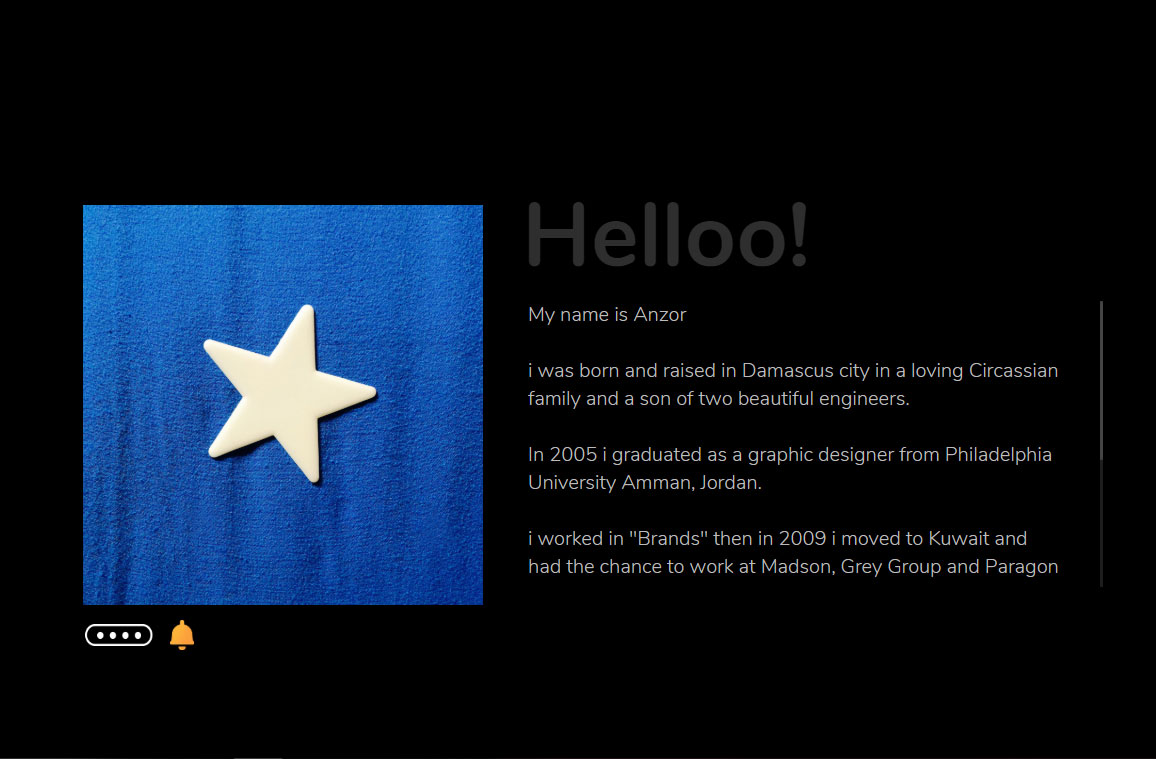 Helloo!
My name is Anzor
i was born and raised in Damascus city in a loving Circassian
family and a son of two beautiful engineers.
In 2005 i graduated as a graphic designer from Philadelphia
University Amman, Jordan.
i worked in "Brands" then in 2009 i moved to Kuwait and
had the chance to work at Madson, Grey Group and Paragon